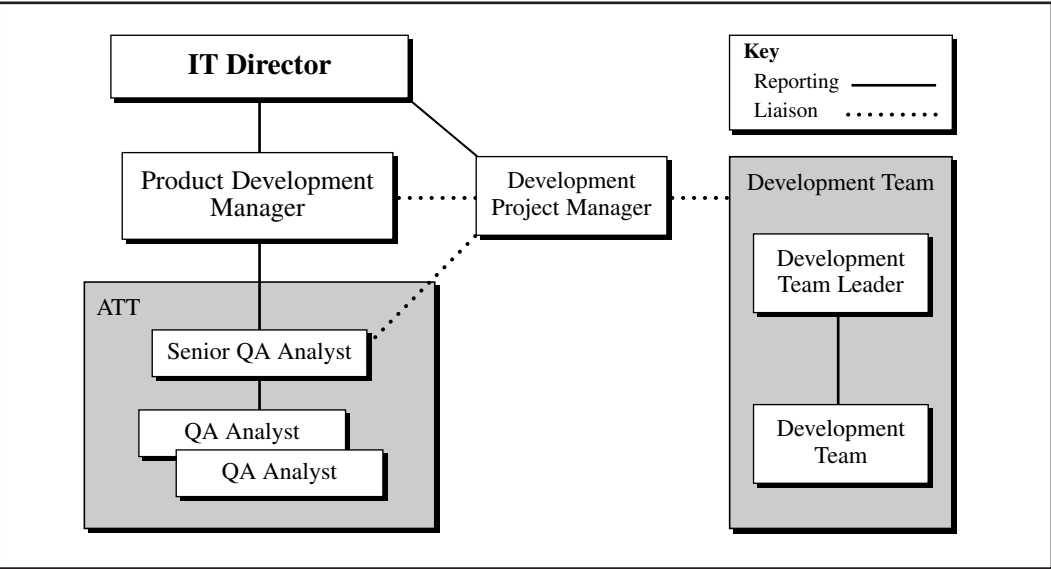 IT Director
Key
Reporting
Liaison
Product Development
Manager
Development
Project Manager
Development Team
Development
Team Leader
ATT
Senior QA Analyst
QA Analyst
QA Analyst
Development
Team